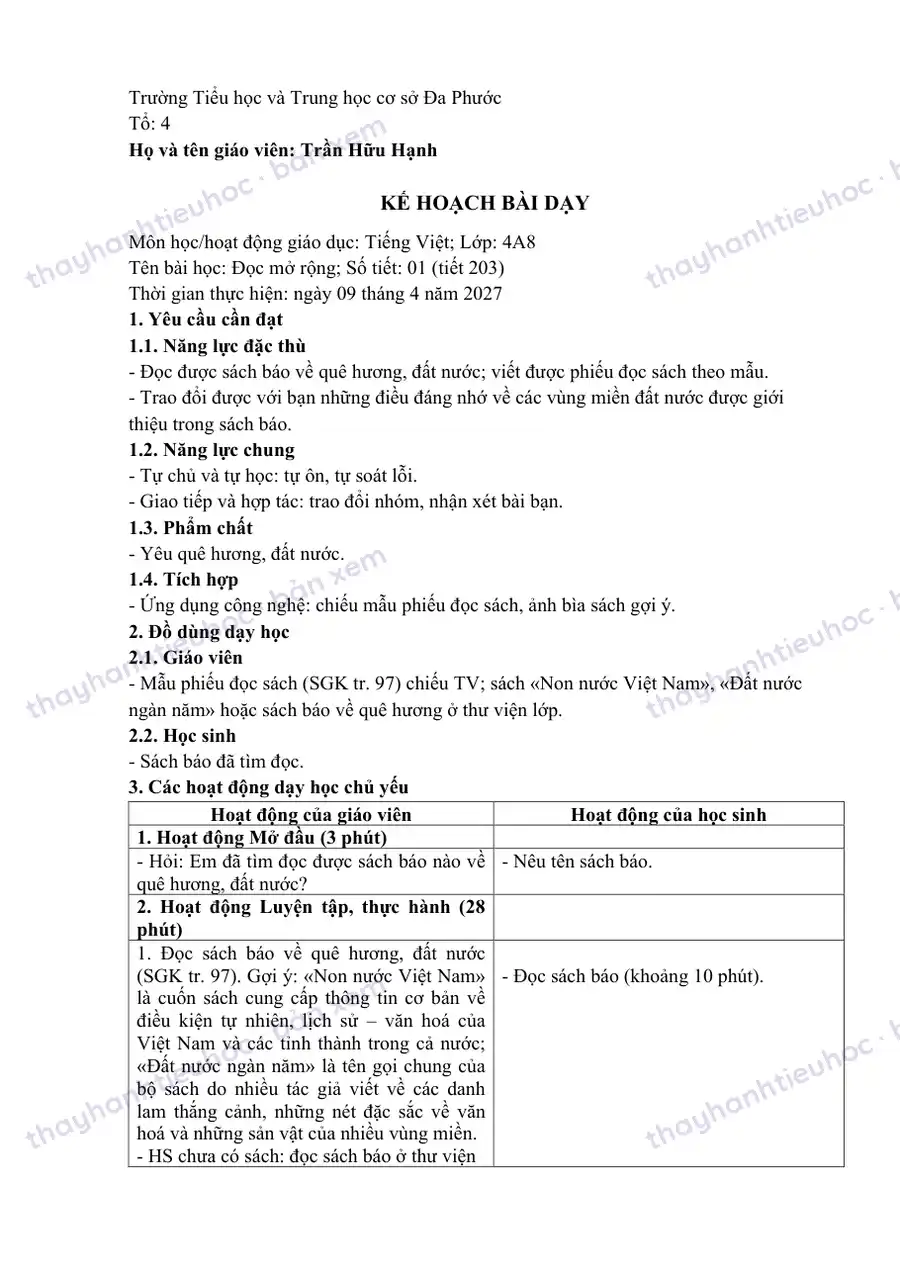 Trường Tiểu học và Trung học cơ sở Đa Phước
Tổ: 4
Họ và tên giáo viên: Trần Hữu Hạnh
KẾ HOẠCH BÀI DẠY
Môn học/hoạt động giáo dục: Tiếng Việt; Lớp: 4A8
Tên bài học: Đọc mở rộng; Số tiết: 01 (tiết 203)
Thời gian thực hiện: ngày 09 tháng 4 năm 2027
1. Yêu cầu cần đạt
1.1. Năng lực đặc thù
- Đọc được sách báo về quê hương, đất nước; viết được phiếu đọc sách theo mẫu.
- Trao đổi được với bạn những điều đáng nhớ về các vùng miền đất nước được giới
thiệu trong sách báo.
1.2. Năng lực chung
- Tự chủ và tự học: tự ôn, tự soát lỗi.
- Giao tiếp và hợp tác: trao đổi nhóm, nhận xét bài bạn.
1.3. Phẩm chất
- Yêu quê hương, đất nước.
1.4. Tích hợp
- Ứng dụng công nghệ: chiếu mẫu phiếu đọc sách, ảnh bìa sách gợi ý.
2. Đồ dùng dạy học
2.1. Giáo viên
- Mẫu phiếu đọc sách (SGK tr. 97) chiếu TV; sách «Non nước Việt Nam», «Đất nước
ngàn năm» hoặc sách báo về quê hương ở thư viện lớp.
2.2. Học sinh
- Sách báo đã tìm đọc.
3. Các hoạt động dạy học chủ yếu
Hoạt động của giáo viên
Hoạt động của học sinh
1. Hoạt động Mở đầu (3 phút)
- Hỏi: Em đã tìm đọc được sách báo nào về
quê hương, đất nước?
- Nêu tên sách báo.
2. Hoạt động Luyện tập, thực hành (28
phút)
1. Đọc sách báo về quê hương, đất nước
(SGK tr. 97). Gợi ý: «Non nước Việt Nam»
là cuốn sách cung cấp thông tin cơ bản về
điều kiện tự nhiên, lịch sử – văn hoá của
Việt Nam và các tỉnh thành trong cả nước;
«Đất nước ngàn năm» là tên gọi chung của
bộ sách do nhiều tác giả viết về các danh
lam thắng cảnh, những nét đặc sắc về văn
hoá và những sản vật của nhiều vùng miền.
- HS chưa có sách: đọc sách báo ở thư viện
- Đọc sách báo (khoảng 10 phút).
thayhanhtieuhoc · bản xem
thayhanhtieuhoc · b
thayhanhtieuhoc · bản xem
thayhanhtieuhoc · b
thayhanhtieuhoc · bản xem
thayhanhtieuhoc · b